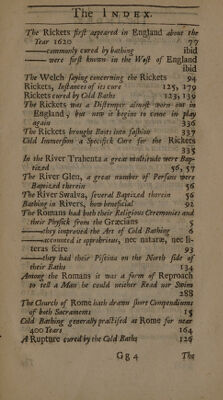 The INDEX.
The Rickets first appeared in England about the
Year 1620 77
—— commonly cured by bathing ibid
—— were first known in the West of England
ibid
The Welch saying concerning the Rickets 94
Rickets, Instances of its cure 125, 179
Rickets cured by Cold Baths 123, 139
The Rickets was a Distemper almost worn out in
England, but now it begins to come in play
again 336
The Rickets brought Boots into fashion 337
Cold Immersion a Specifick Cure for the Rickets
335
In the River Trahenta a great multitude were Bap-
tized 56, 57
The River Glen, a great number of Persons were
Baptized therein 56
The River Swalva, several Baptized therein 56
Bathing in Rivers, how beneficial 92
The Romans had both their Religious Ceremonies and
their Physick from the Græcians 5
—— they improved the Art of Cold Bathing 6
—— accounted it opprobrious, nec natare, nec li-
teras scire 93
—— they had their Piscina on the North side of
their Baths 134
Among the Romans it was a form of Reproach
to tell a Man he could neither Read nor Swim
288
The Church of Rome hath drawn short Compendiums
of both Sacraments 15
Cold Bathing generally practised at Rome for near
400 Years 164
A Rupture cured by the Cold Bath 126
Gg 4 The